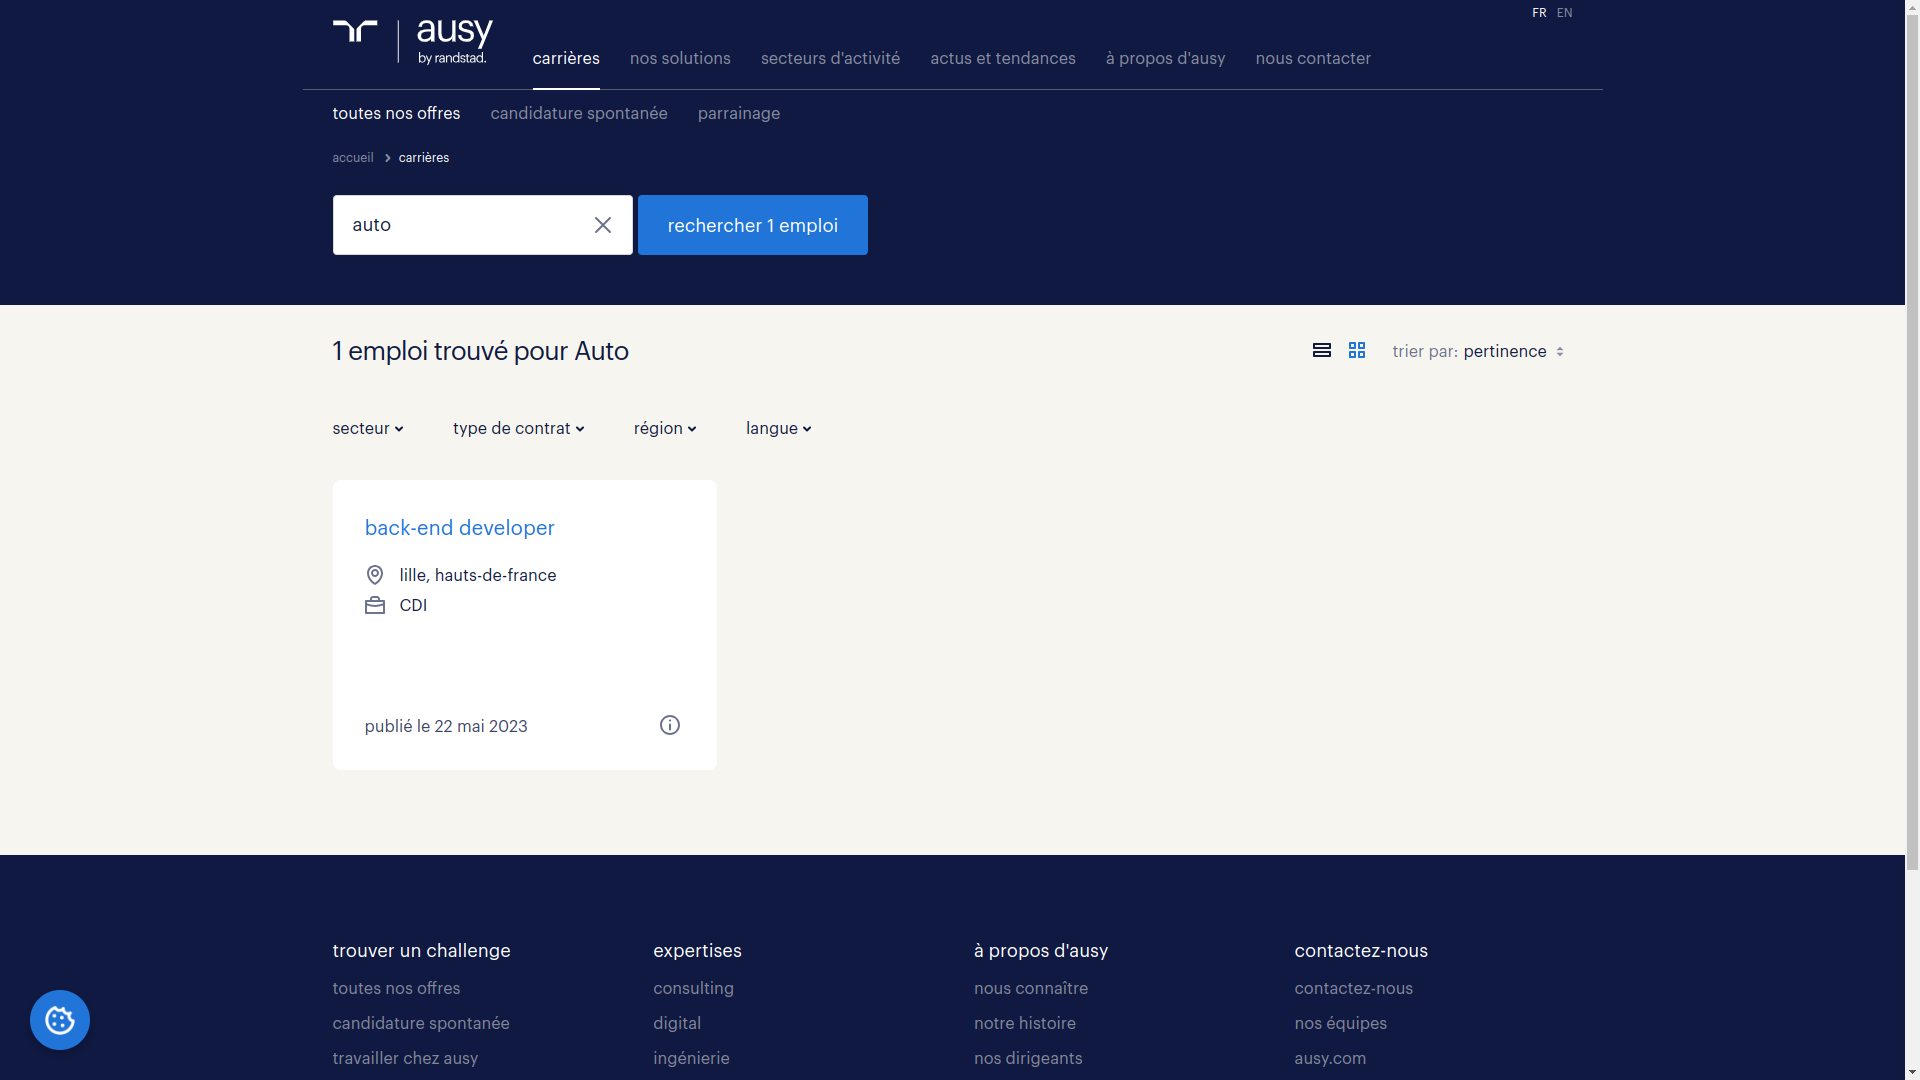 FR EN
ausy
by randstad.
carrières nos solutions secteurs d'activité actus et tendances à propos d'ausy nous contacter
toutes nos offres candidature spontanée parrainage
accueil carrières
auto rechercher 1 emploi
1 emploi trouvé pour Auto
trier par: pertinence
secteur type de contrat région langue
back-end developer
lille, hauts-de-france
CDI
publié le 22 mai 2023
trouver un challenge expertises à propos d'ausy contactez-nous
toutes nos offres consulting nous connaître contactez-nous
candidature spontanée digital notre histoire nos équipes
travailler chez ausy ingénierie nos dirigeants ausy.com